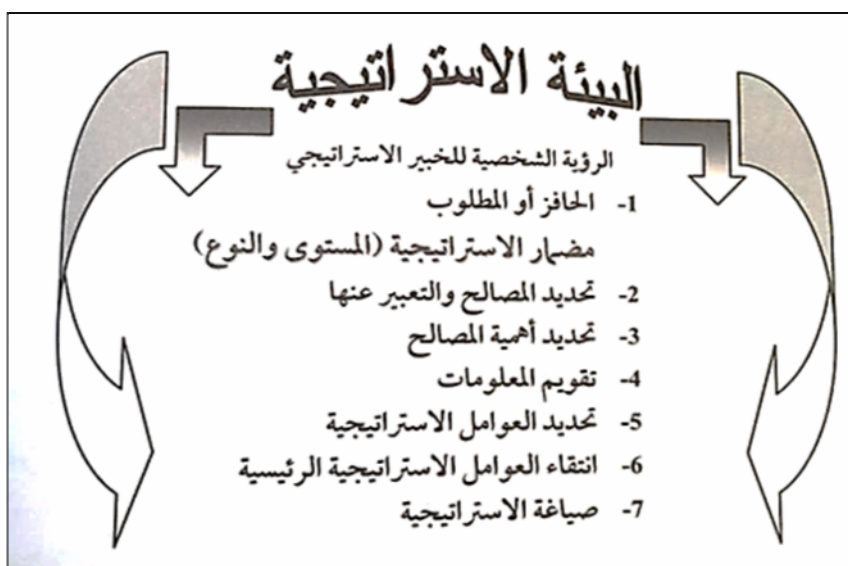 البيئة الاستراتيجية
الرؤية الشخصية للخبير الاستراتيجي
1- الحافز أو المطلوب
مضمار الاستراتيجية (المستوى والنوع)
2- تحديد المصالح والتعبير عنها
3- تحديد أهمية المصالح
4- تقويم المعلومات
5- تحديد العوامل الاستراتيجية
6- انتقاء العوامل الاستراتيجية الرئيسية
7- صياغة الاستراتيجية